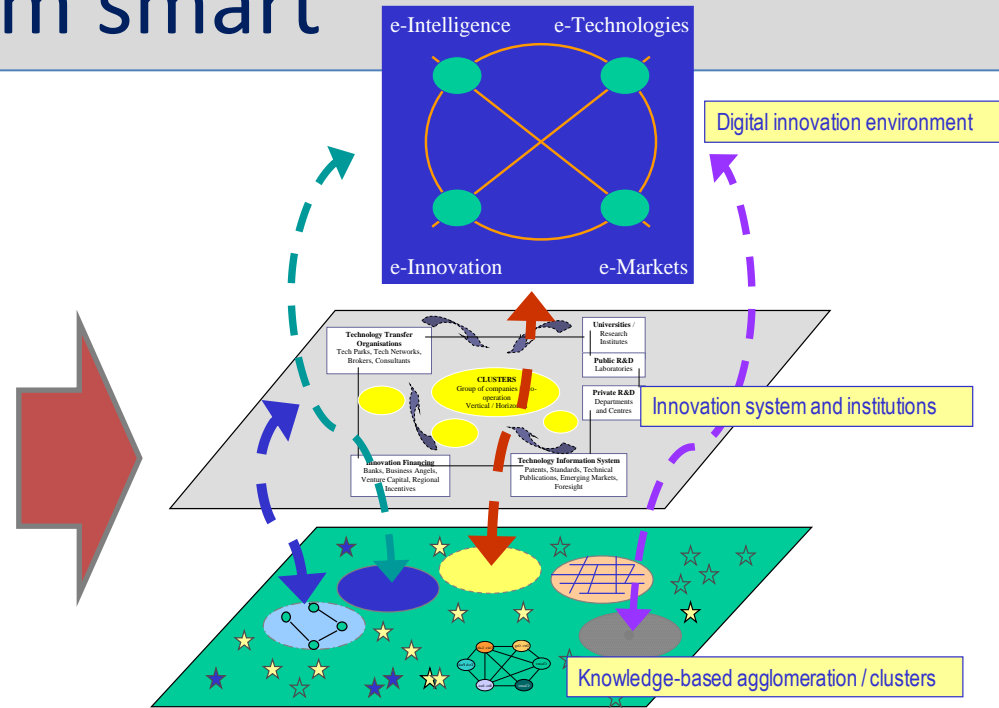 m smart
e-Intelligence e-Technologies
Digital innovation environment
e-Innovation e-Markets
Technology Transfer
Organisations
Tech Parks, Tech Networks,
Brokers, Consultants
Universities /
Research
Institutes
Public R&D
Laboratories
CLUSTERS
Group of companies
operation
Vertical /
Private R&D
Departments
and Centres
Innovation system and institutions
Innovation Financing
Banks, Business Angels,
Venture Capital, Regional
Incentives
Technology Information System
Patents, Standards, Technical
Publications, Emerging Markets,
Foresight
Knowledge-based agglomeration / clusters